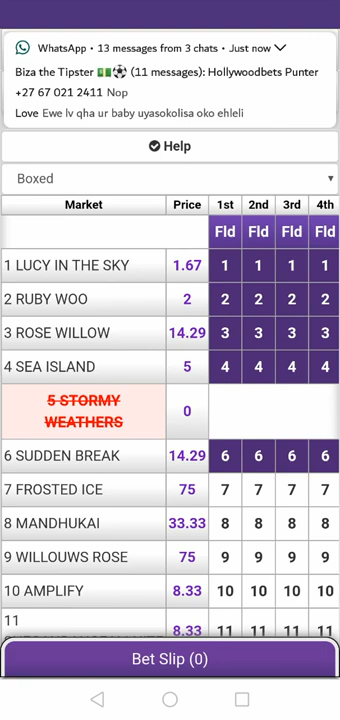 WhatsApp • 13 messages from 3 chats • Just now
Biza the Tipster 💵⚽ (11 messages): Hollywoodbets Punter
+27 67 021 2411 Nop
Love Ewe lv qha ur baby uyasokolisa oko ehleli
Help
Boxed
Market Price 1st 2nd 3rd 4th
Fld Fld Fld Fld
1 LUCY IN THE SKY 1.67 1 1 1 1
2 RUBY WOO 2 2 2 2 2
3 ROSE WILLOW 14.29 3 3 3 3
4 SEA ISLAND 5 4 4 4 4
5 STORMY
WEATHERS 0
6 SUDDEN BREAK 14.29 6 6 6 6
7 FROSTED ICE 75 7 7 7 7
8 MANDHUKAI 33.33 8 8 8 8
9 WILLOUWS ROSE 75 9 9 9 9
10 AMPLIFY 8.33 10 10 10 10
11 8.33 11 11 11 11
Bet Slip (0)